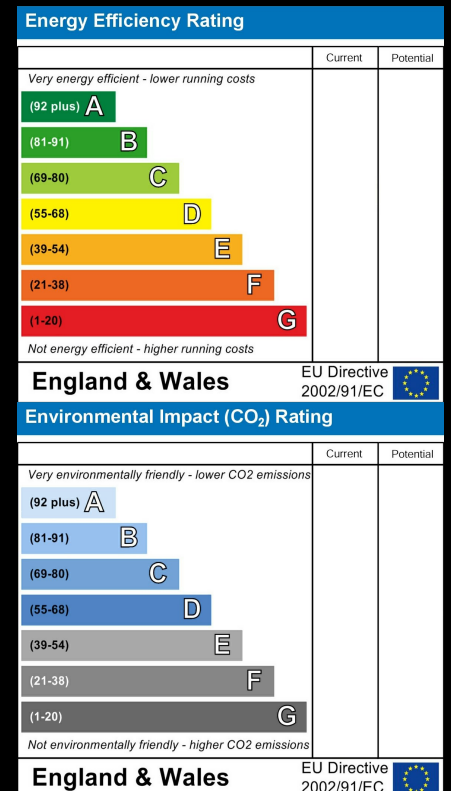 Energy Efficiency Rating
Current Potential
Very energy efficient - lower running costs
(92 plus) A
(81-91) B
(69-80) C
(55-68) D
(39-54) E
(21-38) F
(1-20) G
Not energy efficient - higher running costs
England & Wales
EU Directive
2002/91/EC
Environmental Impact (CO₂) Rating
Current Potential
Very environmentally friendly - lower CO2 emissions
(92 plus) A
(81-91) B
(69-80) C
(55-68) D
(39-54) E
(21-38) F
(1-20) G
Not environmentally friendly - higher CO2 emissions
England & Wales
EU Directive
2002/91/EC